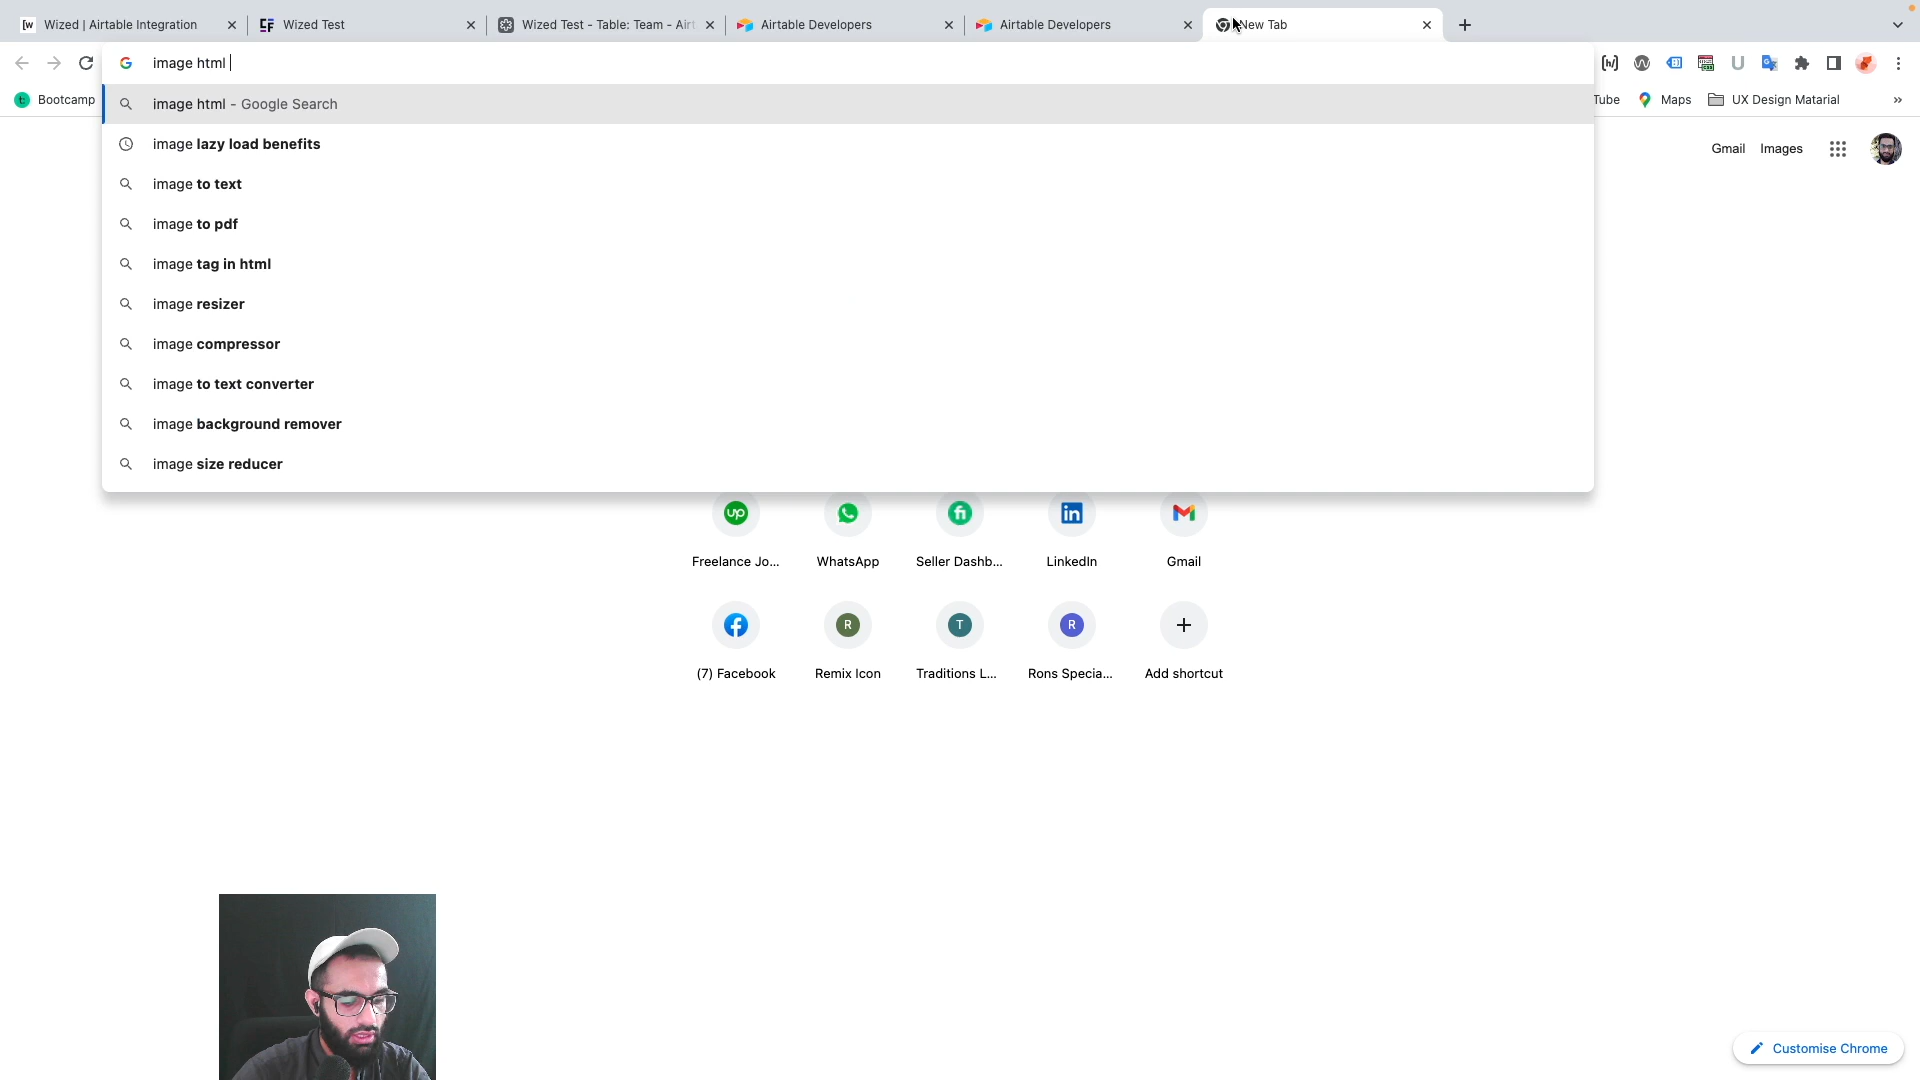 Wized | Airtable Integration
Wized Test
Wized Test - Table: Team - Airt
Airtable Developers
Airtable Developers
New Tab
image html
Bootcamp
Tube
Maps
UX Design Matarial
image html - Google Search
image lazy load benefits
image to text
image to pdf
image tag in html
image resizer
image compressor
image to text converter
image background remover
image size reducer
Gmail
Images
Freelance Jo...
WhatsApp
Seller Dashb...
LinkedIn
Gmail
(7) Facebook
R
Remix Icon
T
Traditions L...
R
Rons Specia...
Add shortcut
Customise Chrome